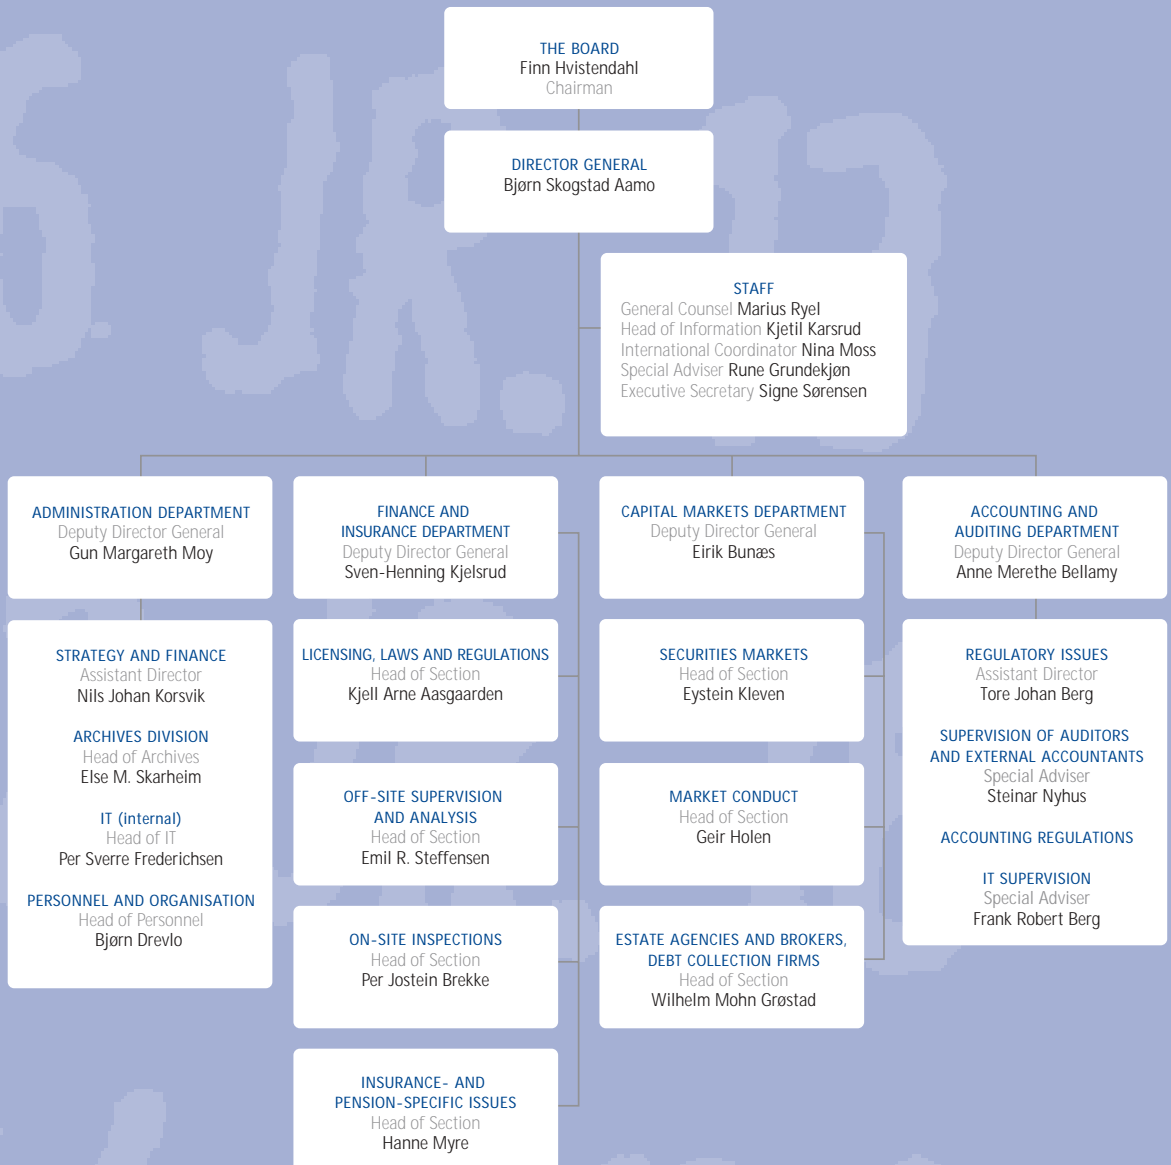 THE BOARD
Finn Hvistendahl
Chairman
DIRECTOR GENERAL
Bjørn Skogstad Aamo
STAFF
General Counsel Marius Ryel
Head of Information Kjetil Karsrud
International Coordinator Nina Moss
Special Adviser Rune Grundekjøn
Executive Secretary Signe Sørensen
ADMINISTRATION DEPARTMENT
Deputy Director General
Gun Margareth Moy
STRATEGY AND FINANCE
Assistant Director
Nils Johan Korsvik
ARCHIVES DIVISION
Head of Archives
Else M. Skarheim
IT (internal)
Head of IT
Per Sverre Frederichsen
PERSONNEL AND ORGANISATION
Head of Personnel
Bjørn Drevlo
FINANCE AND
INSURANCE DEPARTMENT
Deputy Director General
Sven-Henning Kjelsrud
LICENSING, LAWS AND REGULATIONS
Head of Section
Kjell Arne Aasgaarden
OFF-SITE SUPERVISION
AND ANALYSIS
Head of Section
Emil R. Steffensen
ON-SITE INSPECTIONS
Head of Section
Per Jostein Brekke
INSURANCE- AND
PENSION-SPECIFIC ISSUES
Head of Section
Hanne Myre
CAPITAL MARKETS DEPARTMENT
Deputy Director General
Eirik Bunæs
SECURITIES MARKETS
Head of Section
Eystein Kleven
MARKET CONDUCT
Head of Section
Geir Holen
ESTATE AGENCIES AND BROKERS,
DEBT COLLECTION FIRMS
Head of Section
Wilhelm Mohn Grøstad
ACCOUNTING AND
AUDITING DEPARTMENT
Deputy Director General
Anne Merethe Bellamy
REGULATORY ISSUES
Assistant Director
Tore Johan Berg
SUPERVISION OF AUDITORS
AND EXTERNAL ACCOUNTANTS
Special Adviser
Steinar Nyhus
ACCOUNTING REGULATIONS
IT SUPERVISION
Special Adviser
Frank Robert Berg